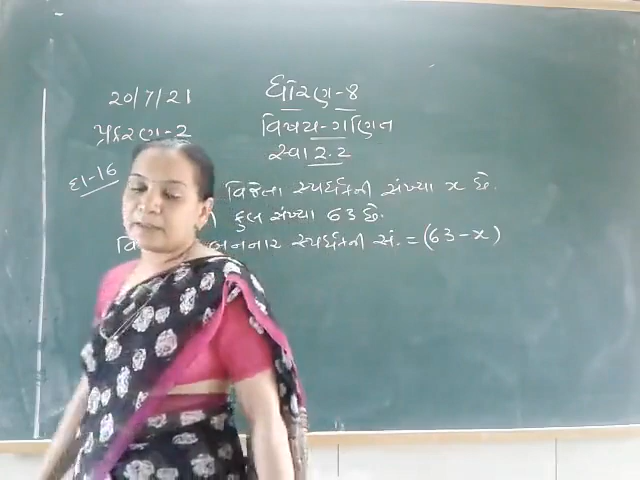 20/7/21
ધોરણ-8
પ્રકરણ-2
વિષય-ગણિત
સ્વા 2.2
દા-16
વિજેતા સ્પર્ધકની સંખ્યા x છે.
કુલ સંખ્યા 63 છે.
બનનાર સ્પર્ધકની સં. = (63-x)